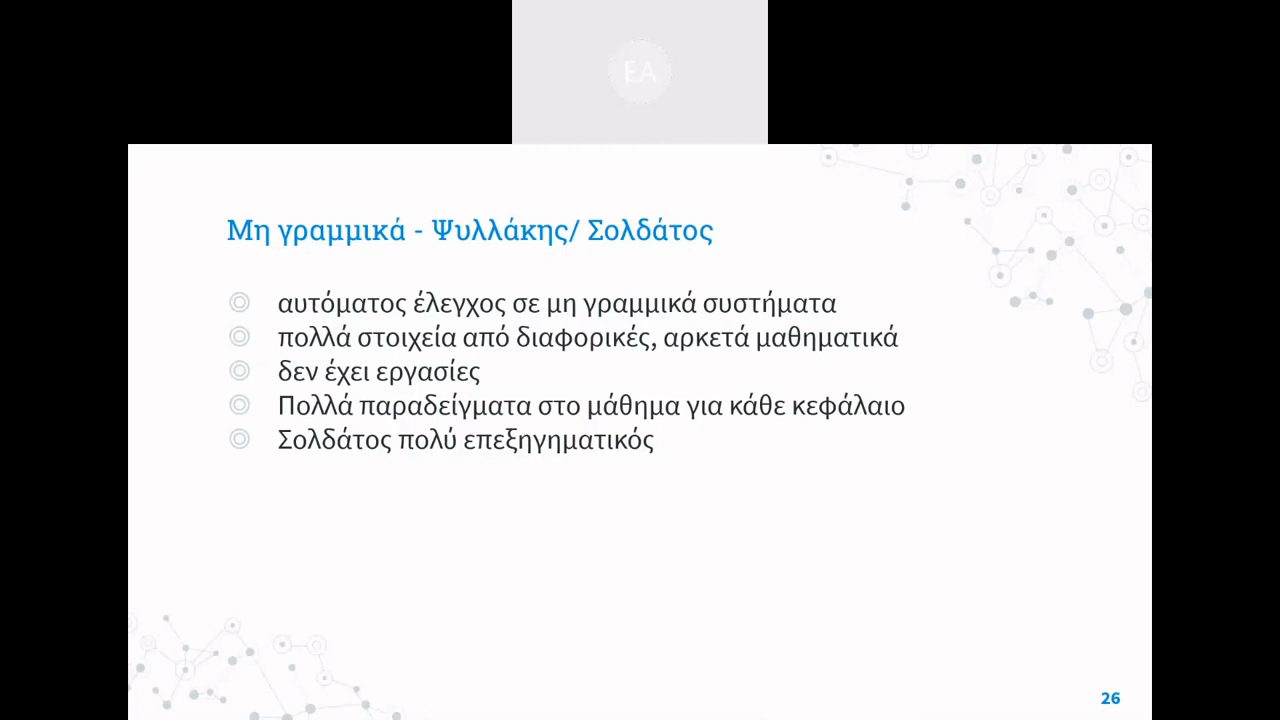 EA
Μη γραμμικά - Ψυλλάκης/ Σολδάτος
αυτόματος έλεγχος σε μη γραμμικά συστήματα
πολλά στοιχεία από διαφορικές, αρκετά μαθηματικά
δεν έχει εργασίες
Πολλά παραδείγματα στο μάθημα για κάθε κεφάλαιο
Σολδάτος πολύ επεξηγηματικός
26